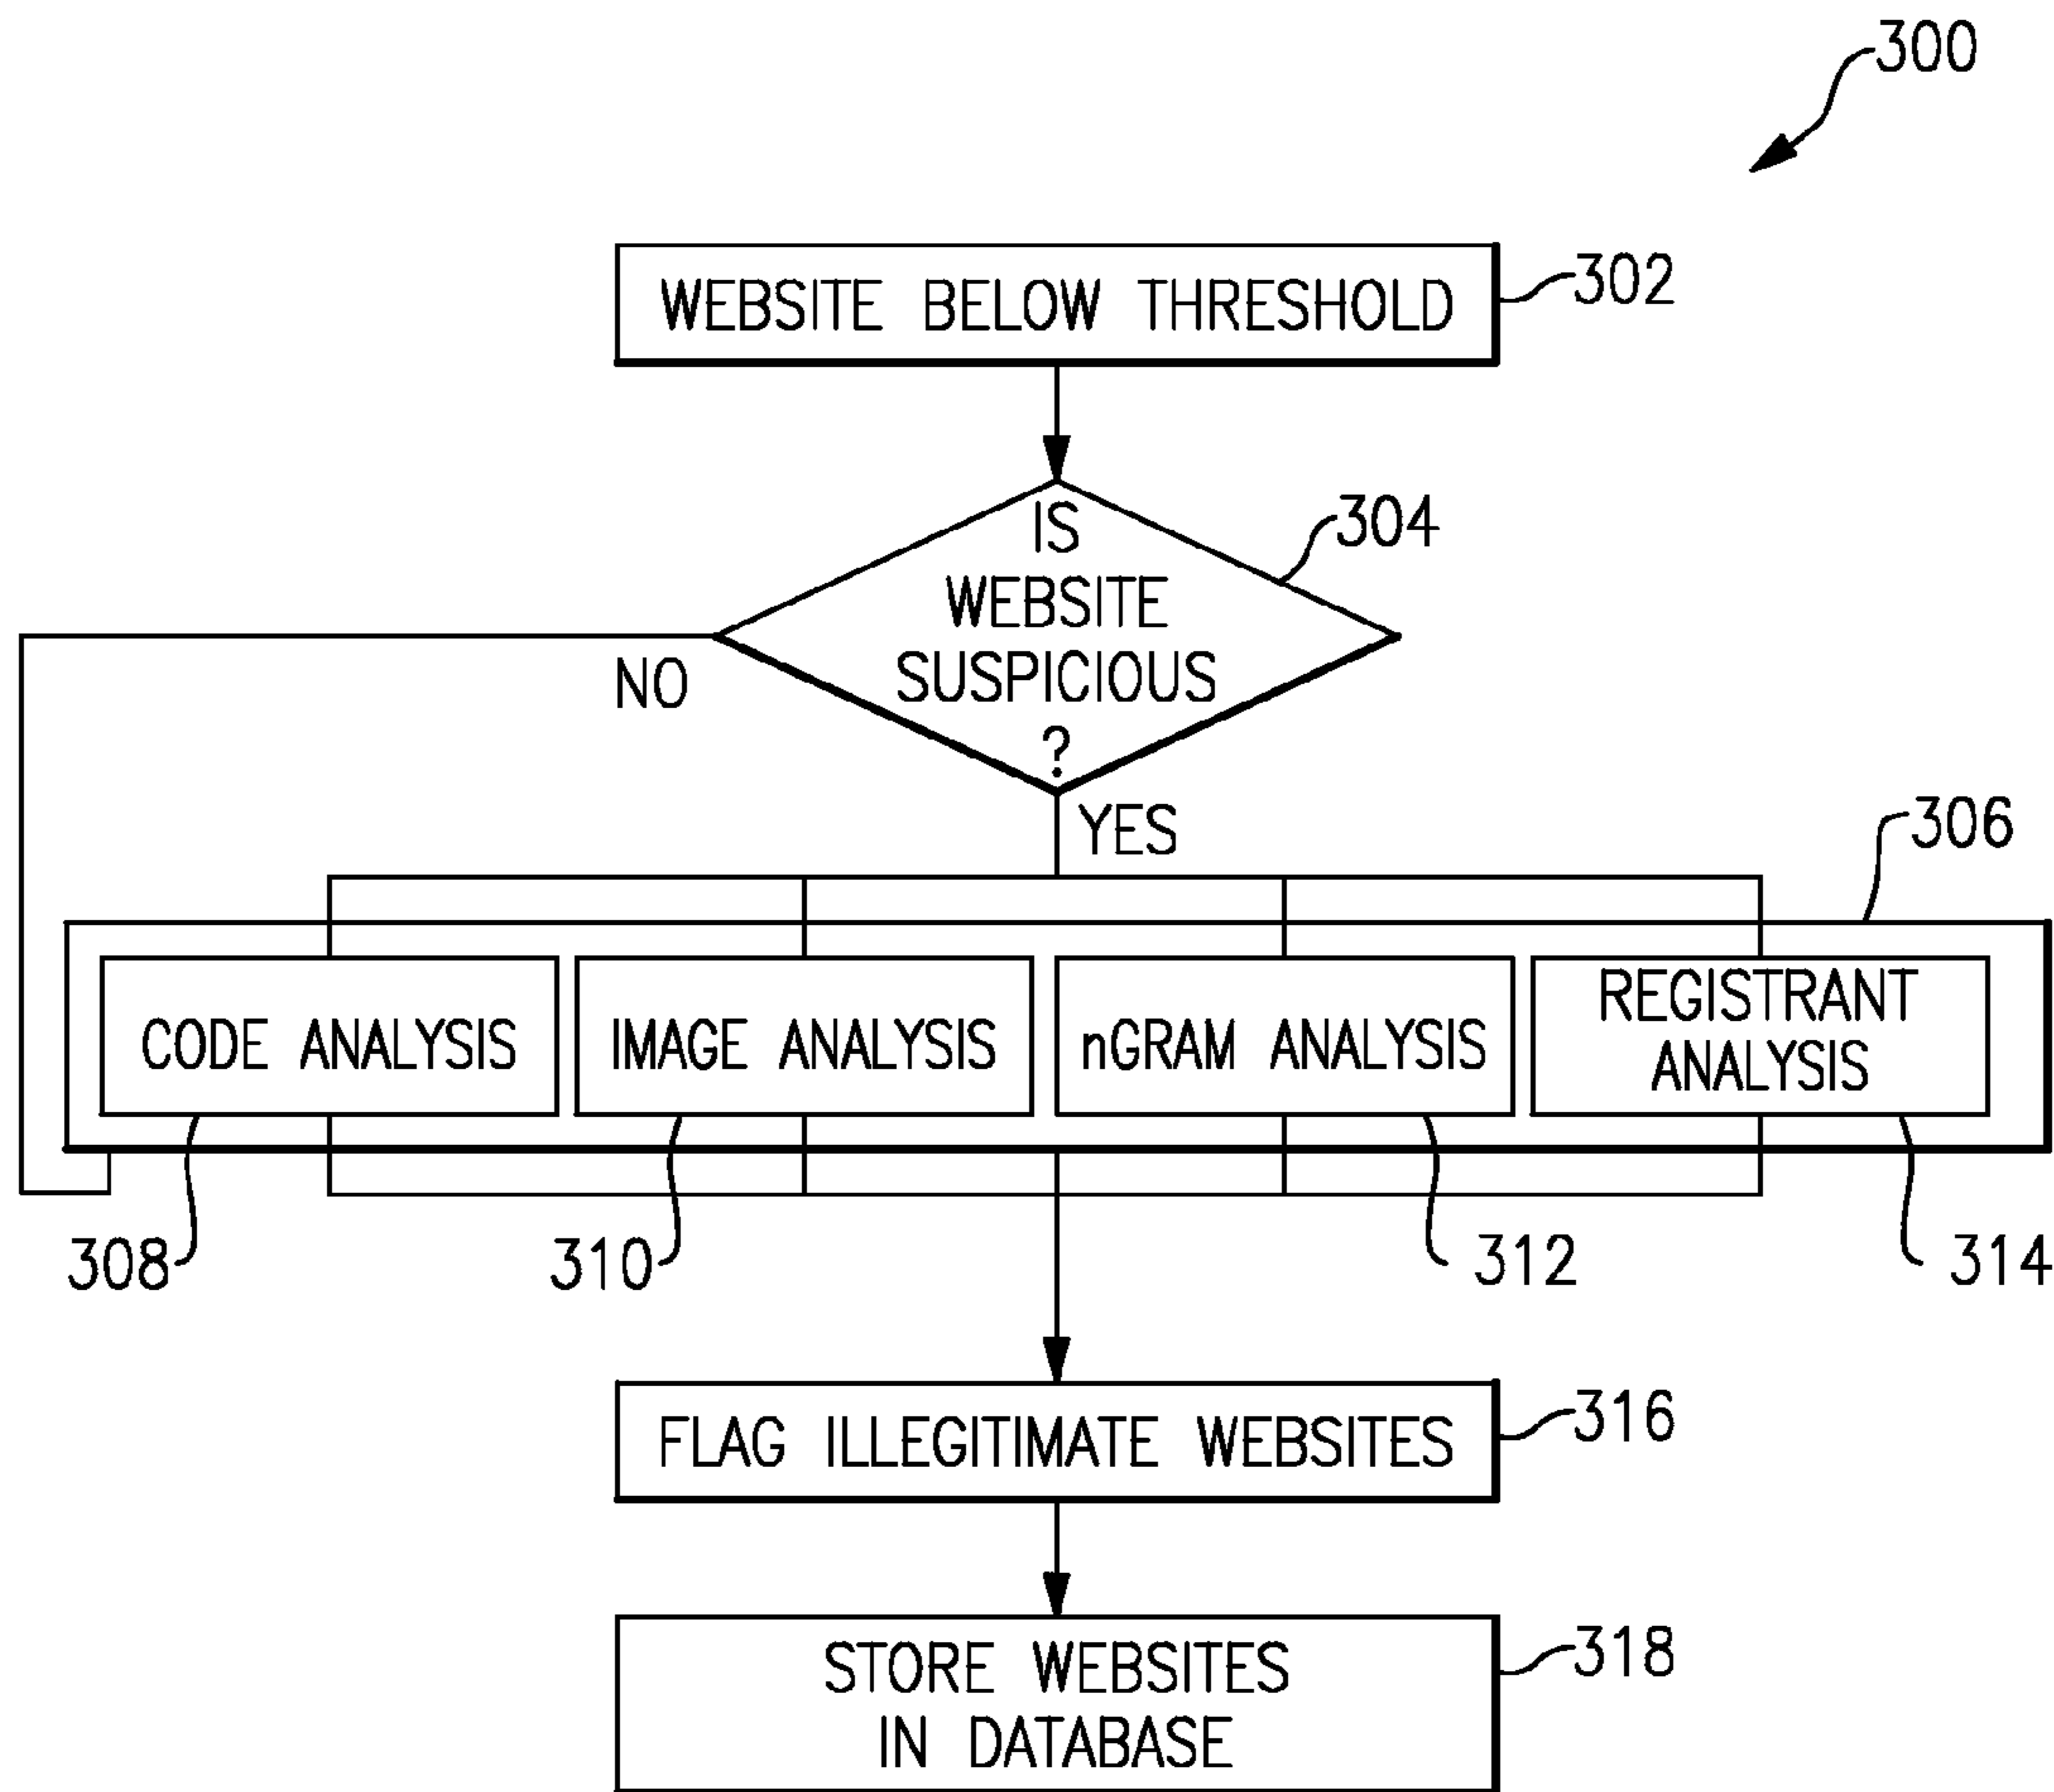 300
WEBSITE BELOW THRESHOLD
302
IS
WEBSITE
SUSPICIOUS
?
304
NO
YES
306
CODE ANALYSIS
IMAGE ANALYSIS
nGRAM ANALYSIS
REGISTRANT
ANALYSIS
308
310
312
314
FLAG ILLEGITIMATE WEBSITES
316
STORE WEBSITES
IN DATABASE
318